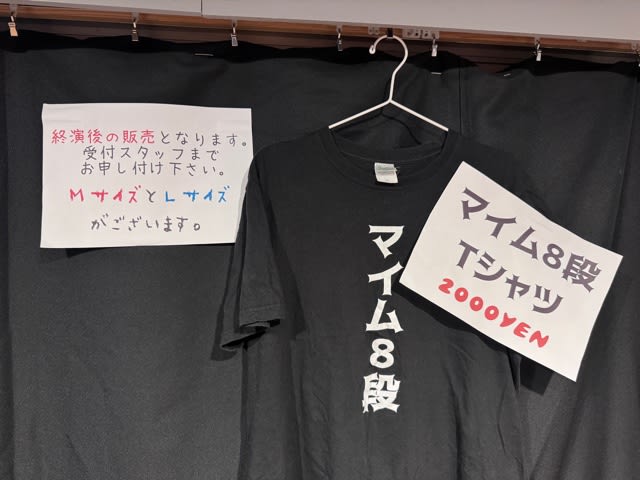 終演後の販売となります。
受付スタッフまで
お申し付け下さい。
MサイズとLサイズ
がございます。
マイム8段
マイム8段
Tシャツ
2000YEN